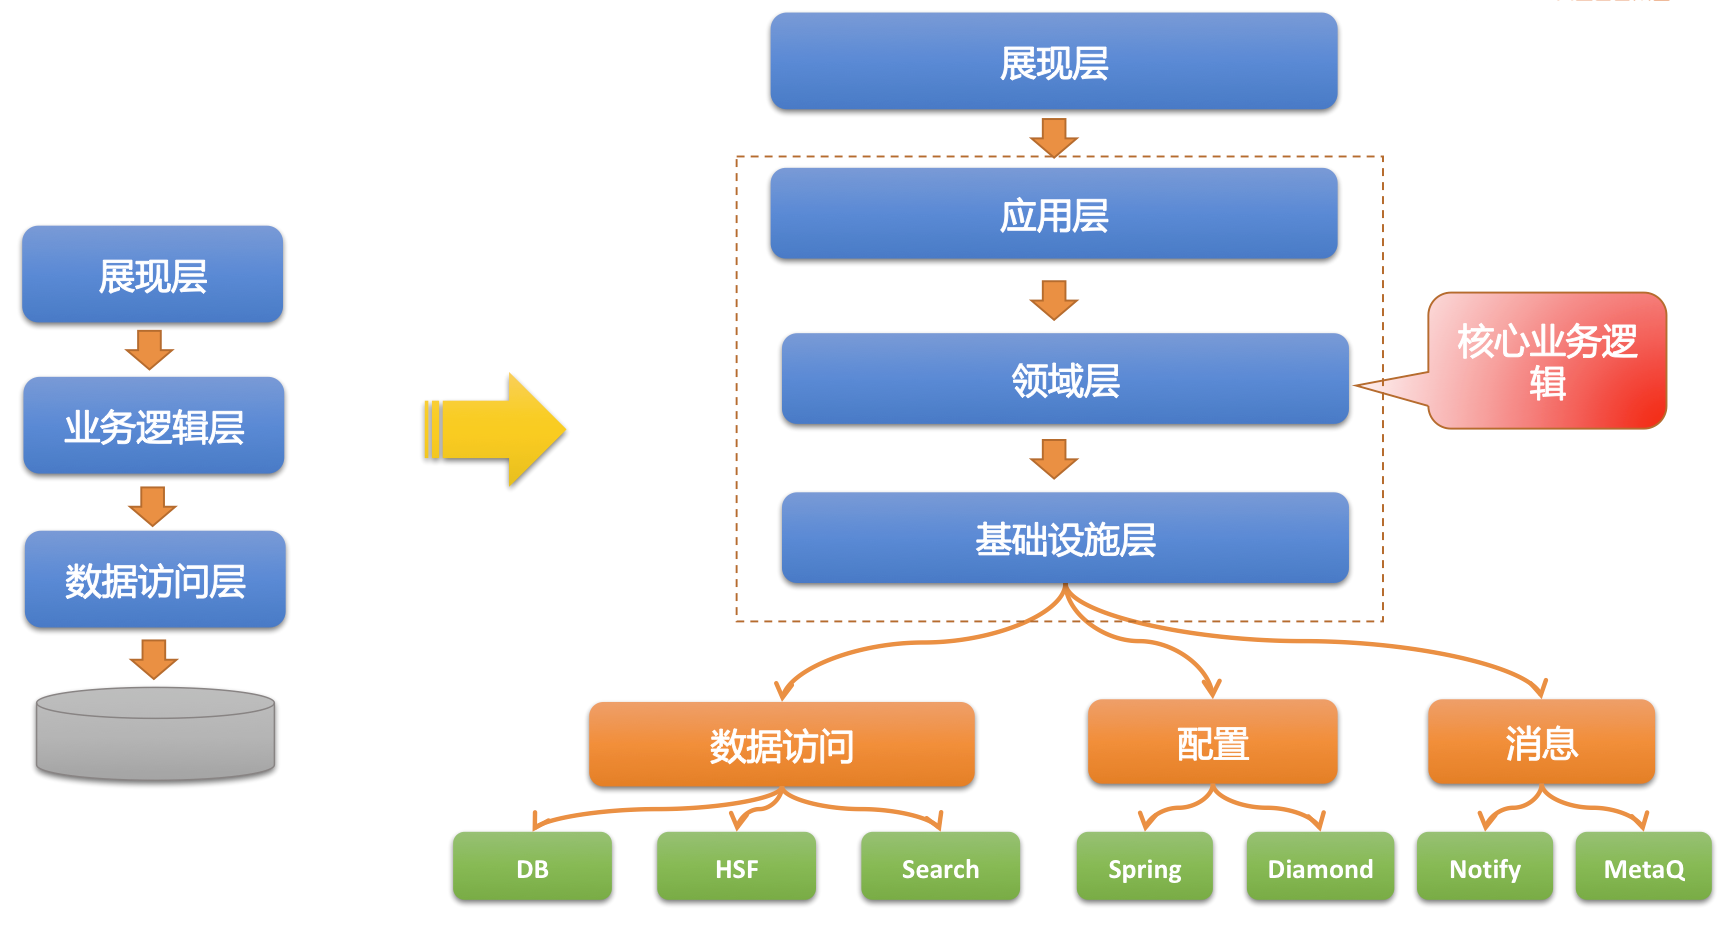 展现层
业务逻辑层
数据访问层
展现层
应用层
领域层
基础设施层
核心业务逻
辑
数据访问
配置
消息
DB
HSF
Search
Spring
Diamond
Notify
MetaQ